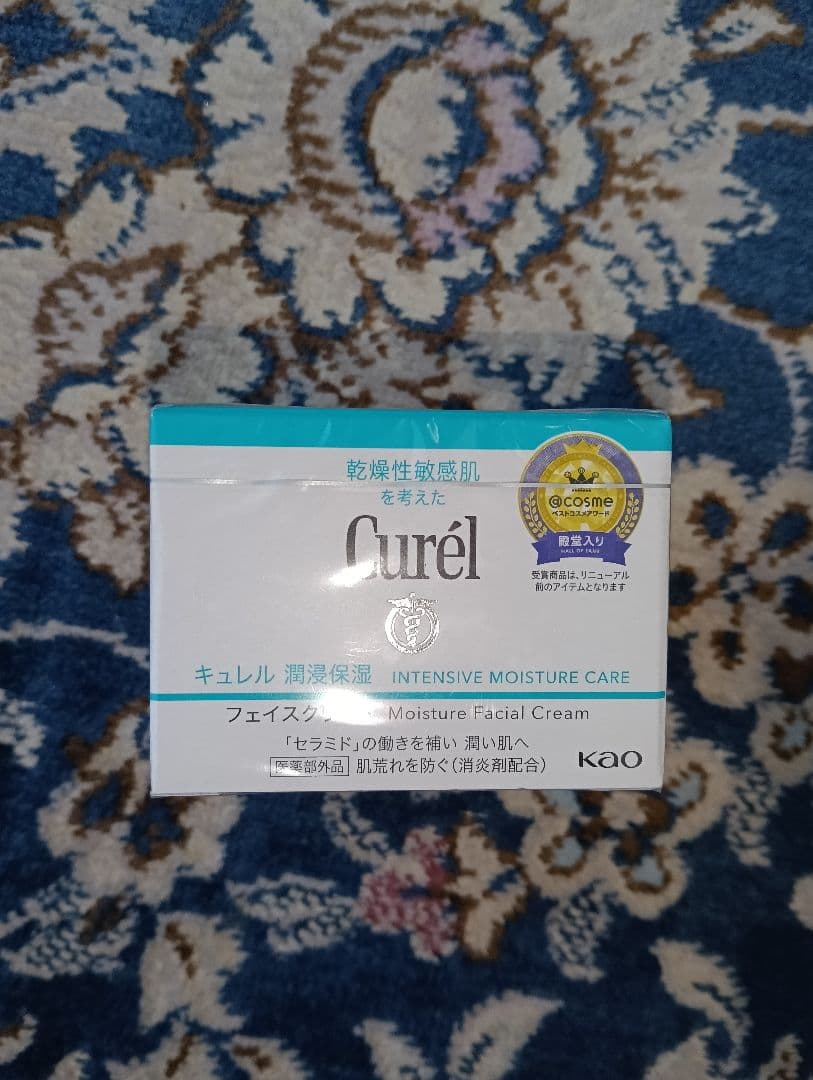 乾燥性敏感肌
を考えた
Curél
@cosme
ベストコスメアワード
殿堂入り
HALL OF FAME
受賞商品は、リニューアル
前のアイテムとなります
キュレル 潤浸保湿 INTENSIVE MOISTURE CARE
Moisture Facial Cream
「セラミド」の働きを補い 潤い肌へ
医薬部外品 肌荒れを防ぐ(消炎剤配合)
Kao